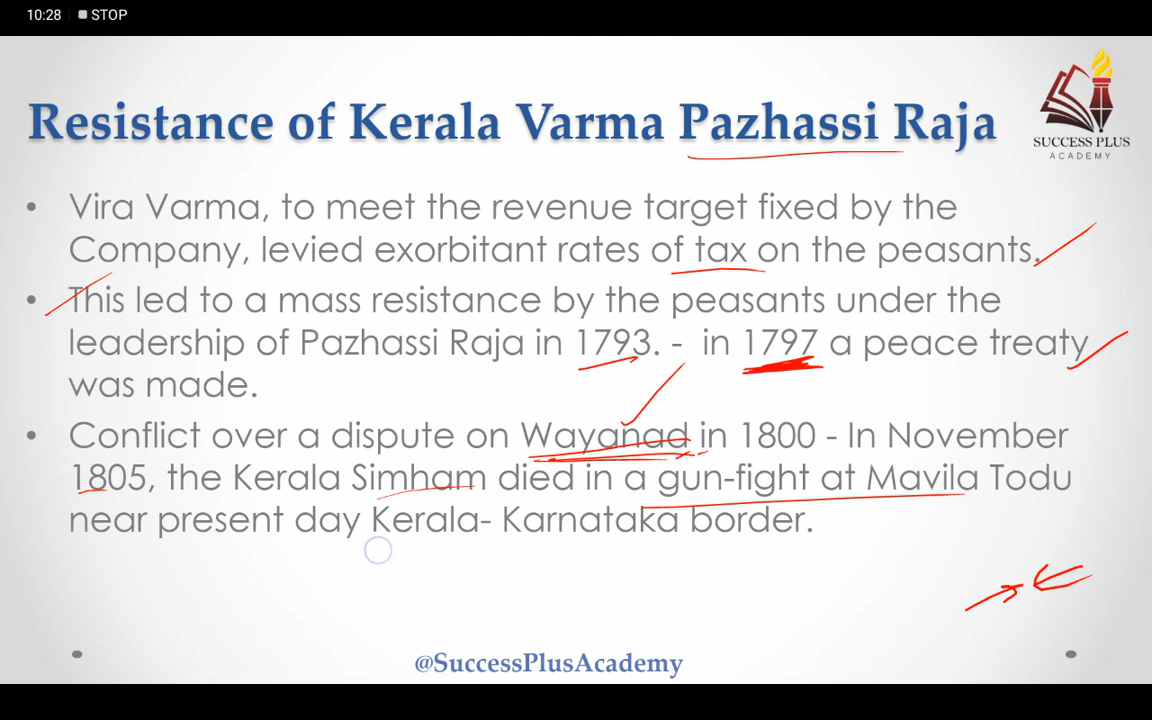 10:28 STOP
Resistance of Kerala Varma Pazhassi Raja
SUCCESS PLUS
ACADEMY
• Vira Varma, to meet the revenue target fixed by the
Company, levied exorbitant rates of tax on the peasants.
• This led to a mass resistance by the peasants under the
leadership of Pazhassi Raja in 1793. - in 1797 a peace treaty
was made.
• Conflict over a dispute on Wayanad in 1800 - In November
1805, the Kerala Simham died in a gun-fight at Mavila Todu
near present day Kerala- Karnataka border.
@SuccessPlusAcademy